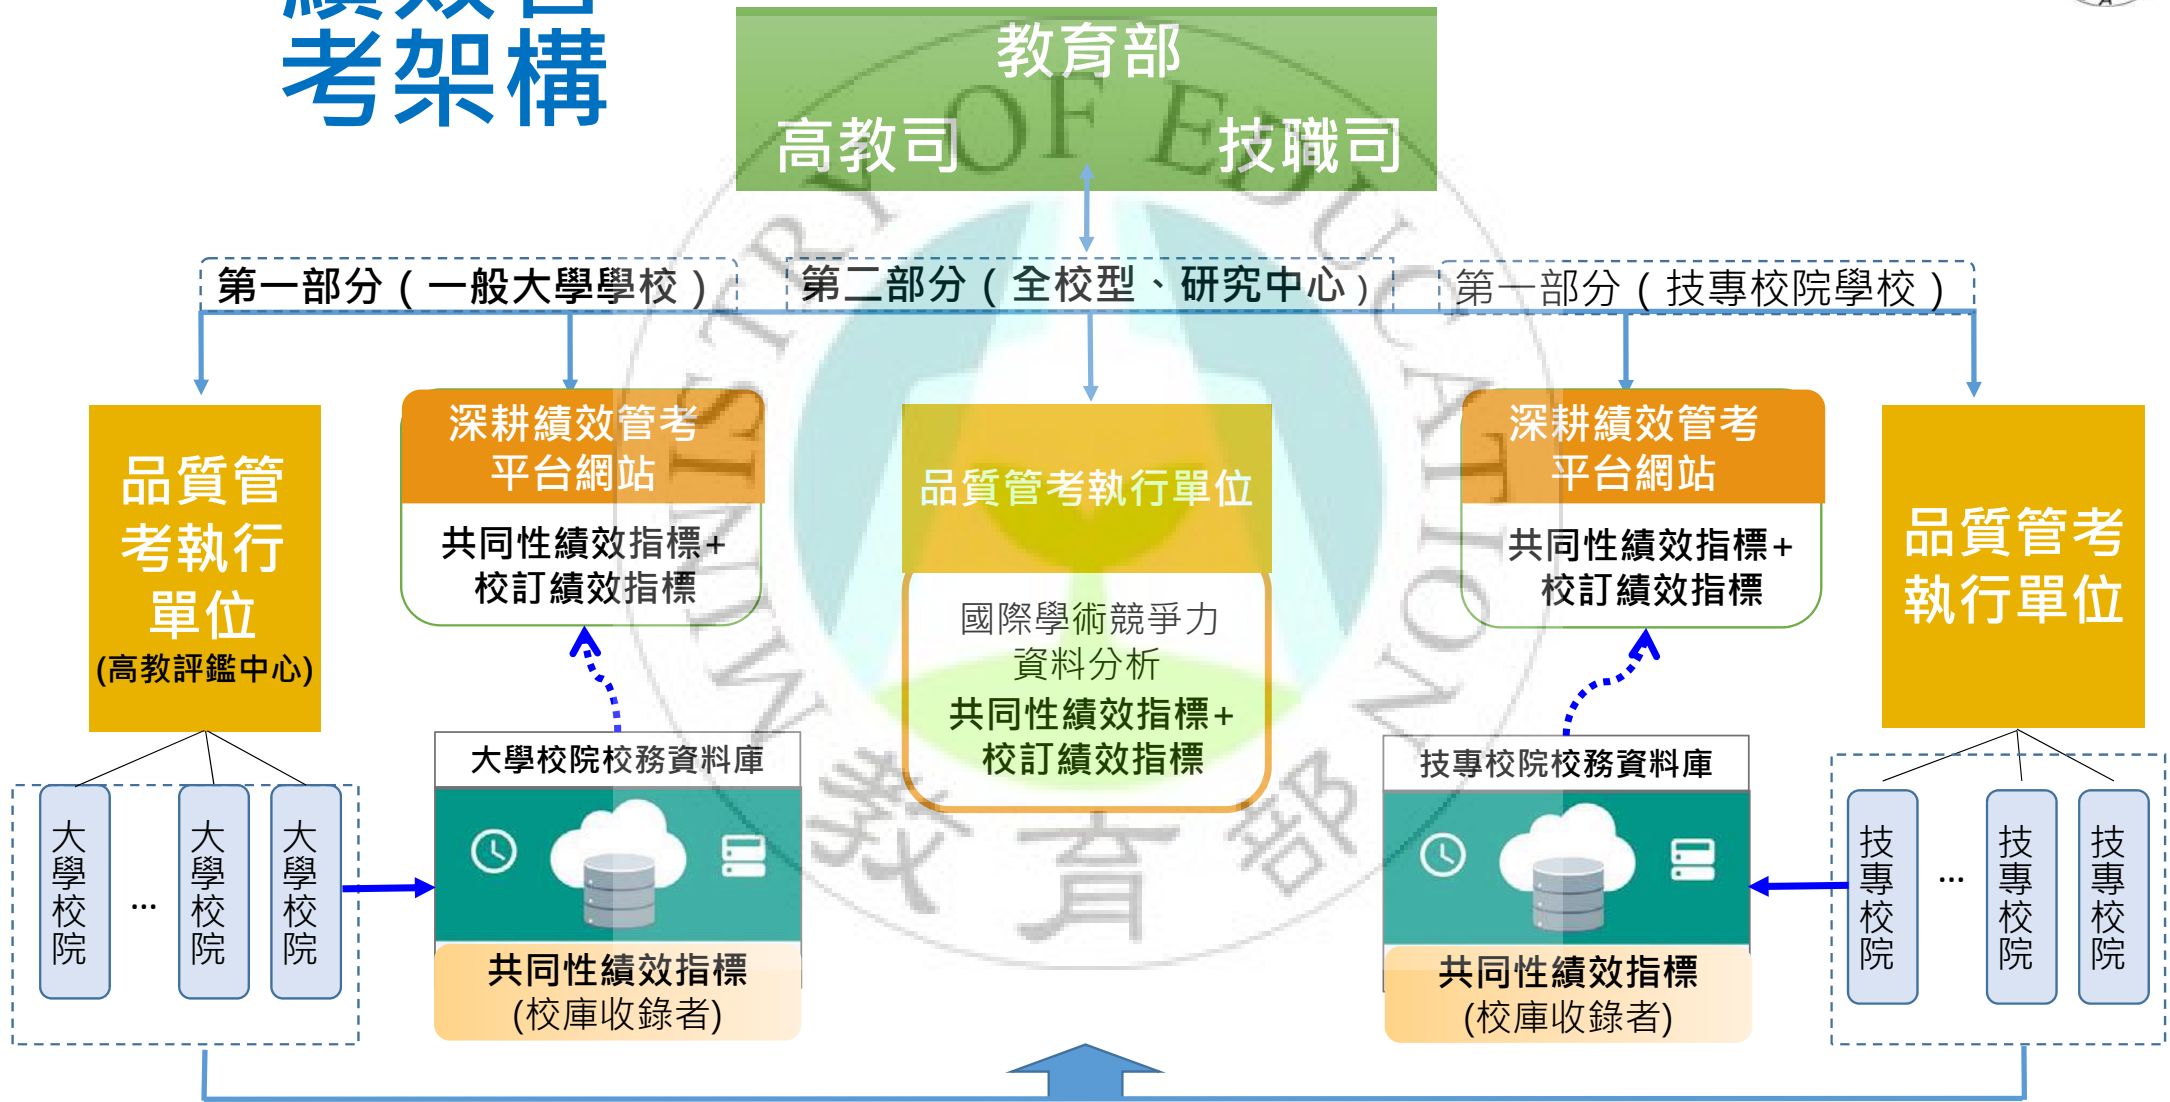 考架構
教育部
高教司 技職司
MINISTRY OF EDUCATION
第一部分(一般大學學校)
第二部分(全校型、研究中心)
第一部分(技專校院學校)
品質管
考執行
單位
(高教評鑑中心)
深耕績效管考
平台網站
共同性績效指標+
校訂績效指標
品質管考執行單位
國際學術競爭力
資料分析
共同性績效指標+
校訂績效指標
深耕績效管考
平台網站
共同性績效指標+
校訂績效指標
品質管考
執行單位
大學校院
...
大學校院
大學校院
大學校院校務資料庫
共同性績效指標
(校庫收錄者)
技專校院校務資料庫
共同性績效指標
(校庫收錄者)
技專校院
...
技專校院
技專校院
教育部